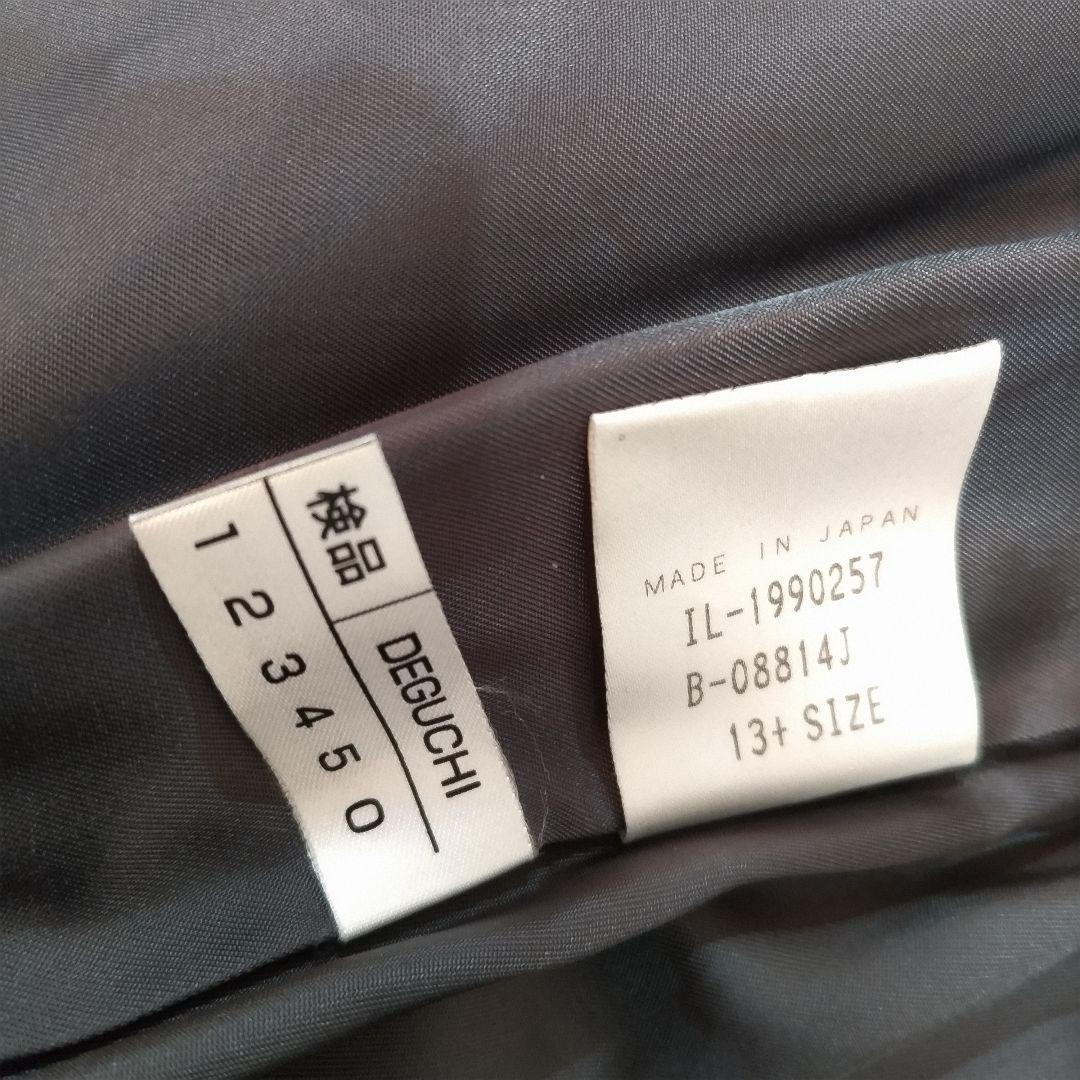 検品 DEGUCHI
1 2 3 4 5 0
MADE IN JAPAN
IL-1990257
B-08814J
13+ SIZE